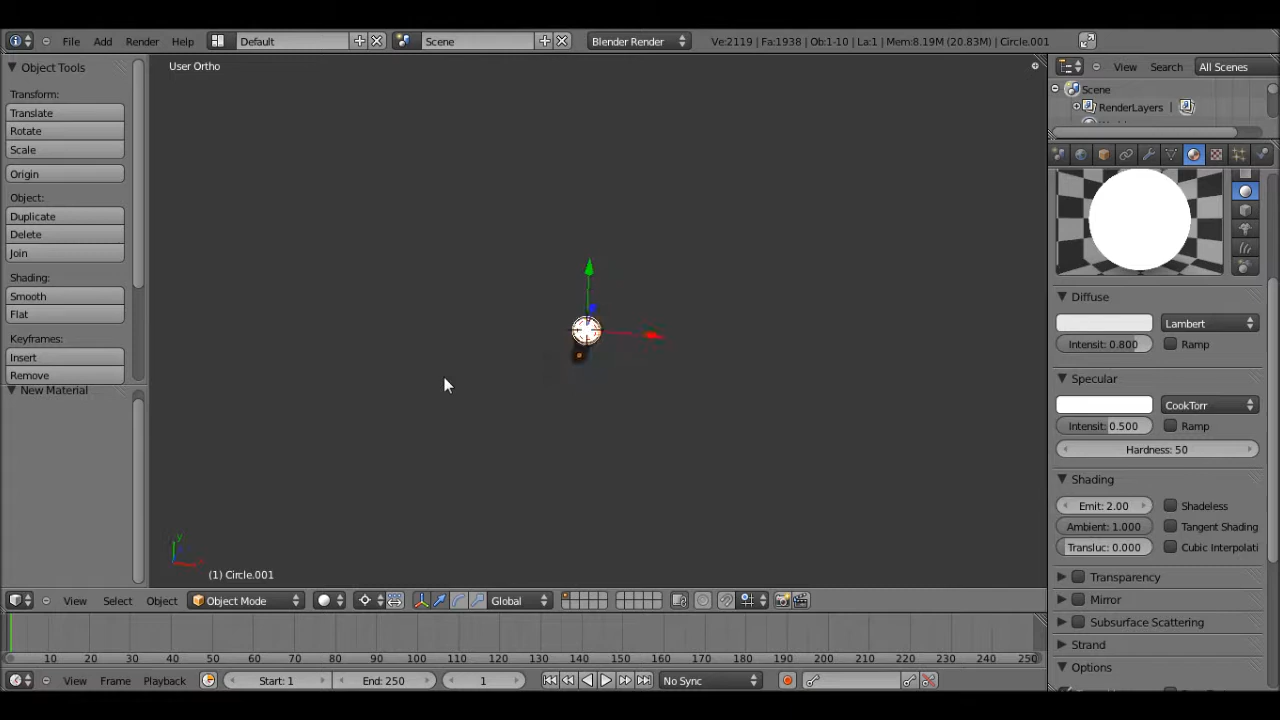 File Add Render Help Default Scene Blender Render Ve:2119 | Fa:1938 | Ob:1-10 | La:1 | Mem:8.19M (20.83M) | Circle.001
Object Tools
Transform:
Translate
Rotate
Scale
Origin
Object:
Duplicate
Delete
Join
Shading:
Smooth
Flat
Keyframes:
Insert
Remove
New Material
User Ortho
y
x
(1) Circle.001
View Search All Scenes
Scene
RenderLayers |
Diffuse
Lambert
Intensit: 0.800 Ramp
Specular
CookTorr
Intensit: 0.500 Ramp
Hardness: 50
Shading
Emit: 2.00 Shadeless
Ambient: 1.000 Tangent Shading
Transluc: 0.000 Cubic Interpolati
Transparency
Mirror
Subsurface Scattering
Strand
Options
View Select Object Object Mode Global
10 20 30 40 50 60 70 80 90 100 110 120 130 140 150 160 170 180 190 200 210 220 230 240 250
View Frame Playback Start: 1 End: 250 1 No Sync